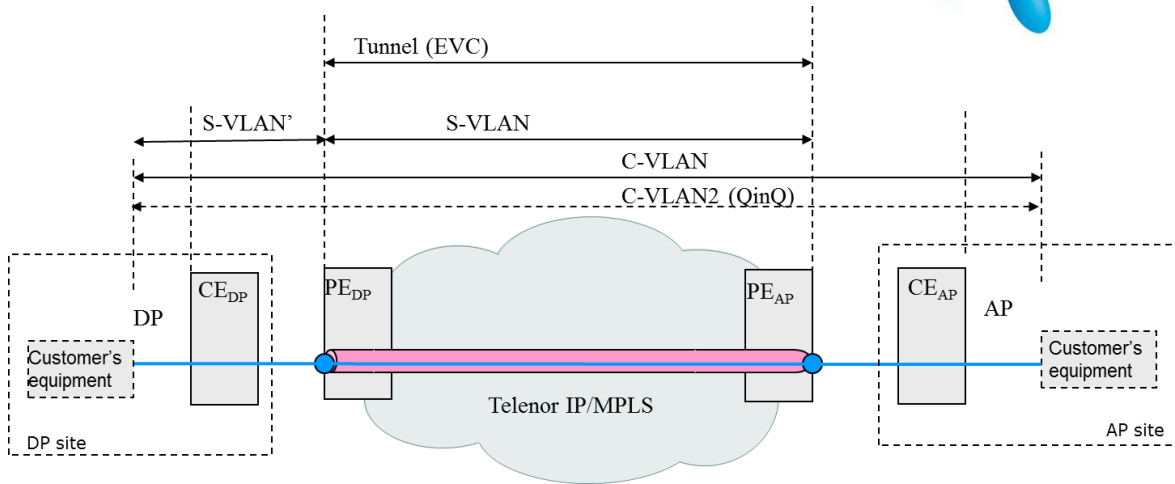 Tunnel (EVC)
S-VLAN’
S-VLAN
C-VLAN
C-VLAN2 (QinQ)
CEDP
PEDP
PEAP
CEAP
DP
AP
Customer's
equipment
Customer's
equipment
Telenor IP/MPLS
DP site
AP site